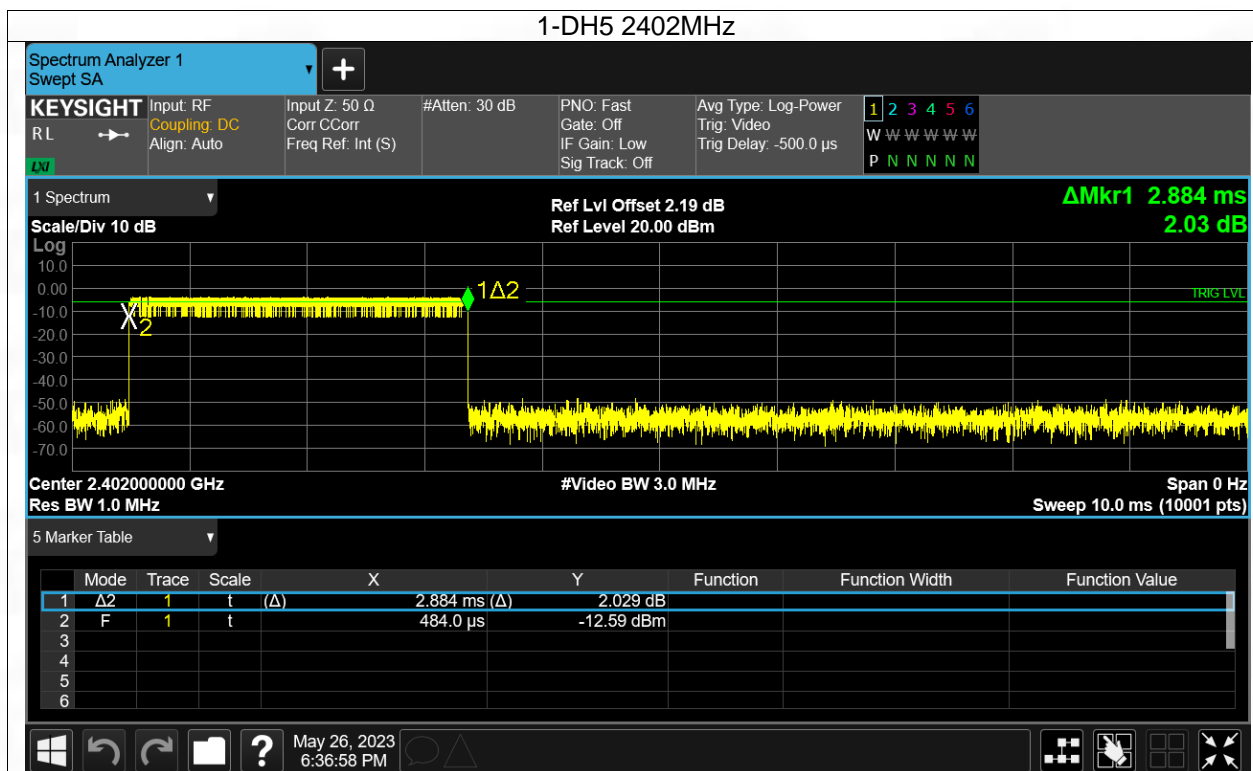 1-DH5 2402MHz
Spectrum Analyzer 1
Swept SA
+
KEYSIGHT Input: RF Input Z: 50 Ω #Atten: 30 dB PNO: Fast Avg Type: Log-Power 1 2 3 4 5 6
RL Coupling: DC Corr CCorr Gate: Off Trig: Video W W W W W W
Align: Auto Freq Ref: Int (S) IF Gain: Low Trig Delay: -500.0 µs
LXI Sig Track: Off P N N N N N
1 Spectrum Ref Lvl Offset 2.19 dB ΔMkr1 2.884 ms
Scale/Div 10 dB Ref Level 20.00 dBm 2.03 dB
Log
10.0
0.00 1Δ2 TRIG LVL
-10.0
2
-20.0
-30.0
-40.0
-50.0
-60.0
-70.0
Center 2.402000000 GHz #Video BW 3.0 MHz Span 0 Hz
Res BW 1.0 MHz Sweep 10.0 ms (10001 pts)
5 Marker Table
Mode Trace Scale X Y Function Function Width Function Value
1 Δ2 1 t (Δ) 2.884 ms (Δ) 2.029 dB
2 F 1 t 484.0 µs -12.59 dBm
3
4
5
6
? May 26, 2023
6:36:58 PM